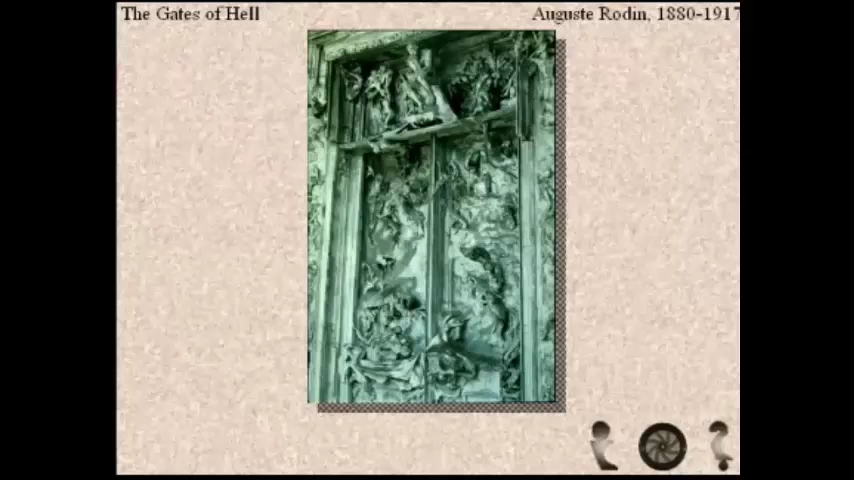 The Gates of Hell
Auguste Rodin, 1880-1917